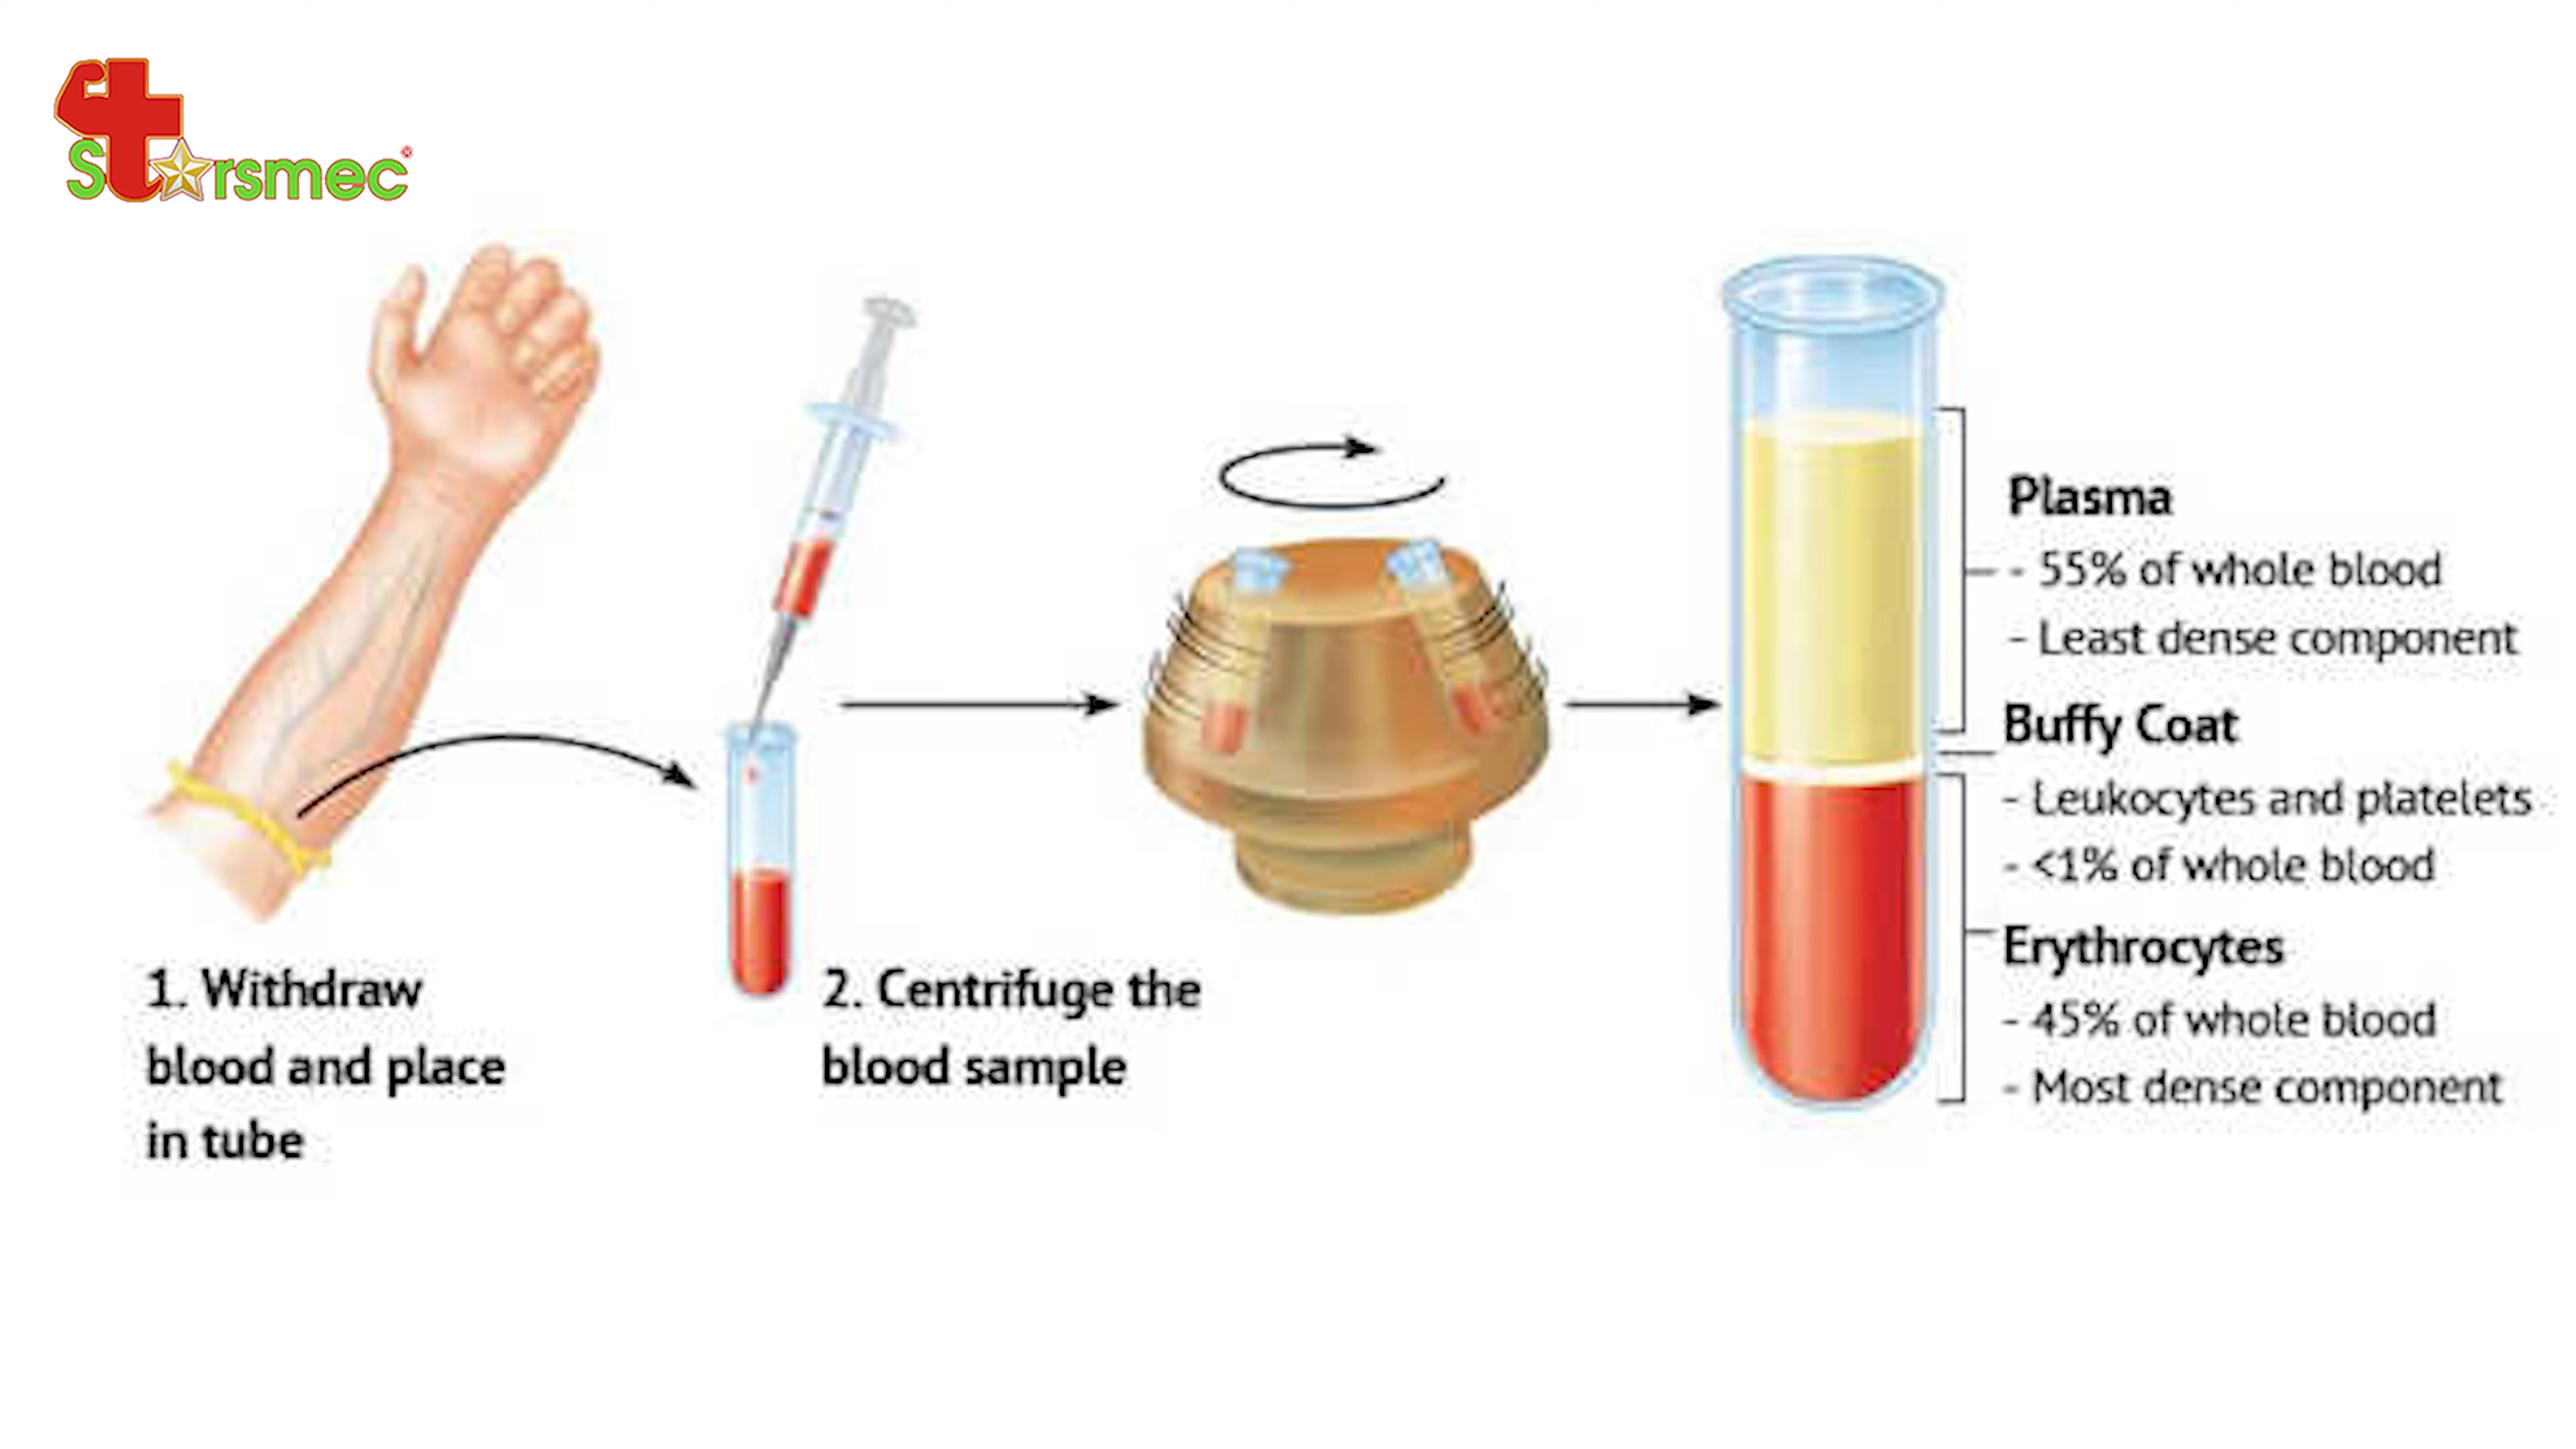 Starsmec
1. Withdraw
blood and place
in tube
2. Centrifuge the
blood sample
Plasma
- 55% of whole blood
- Least dense component
Buffy Coat
- Leukocytes and platelets
- <1% of whole blood
Erythrocytes
- 45% of whole blood
- Most dense component